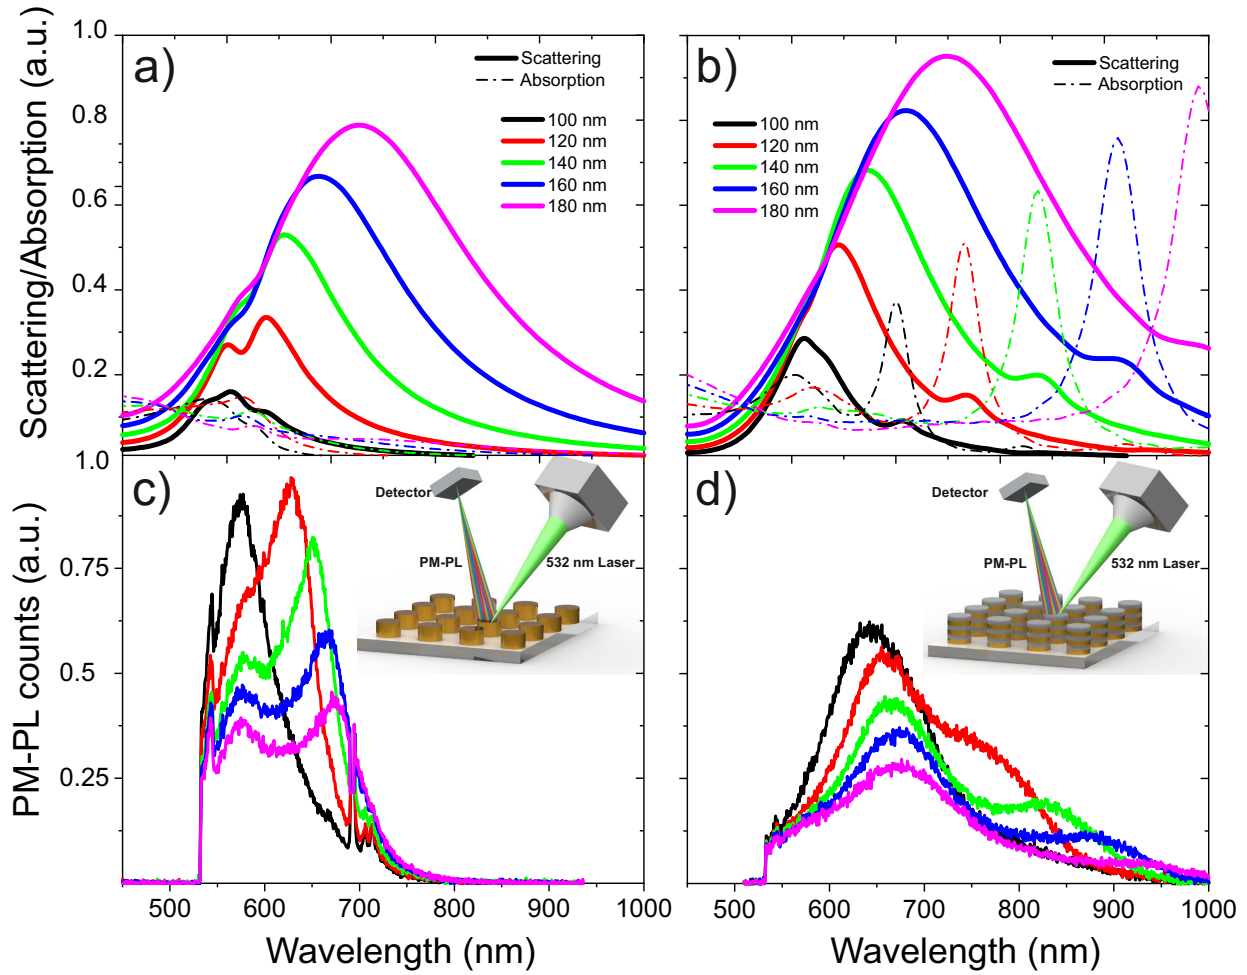 Scattering/Absorption (a.u.)
1.0
0.8
0.6
0.4
0.2
a)
Scattering
Absorption
100 nm
120 nm
140 nm
160 nm
180 nm
b)
Scattering
Absorption
100 nm
120 nm
140 nm
160 nm
180 nm
PM-PL counts (a.u.)
1.0
0.75
0.5
0.25
c)
Detector
PM-PL
532 nm Laser
d)
Detector
PM-PL
532 nm Laser
500 600 700 800 900 1000
500 600 700 800 900 1000
Wavelength (nm)
Wavelength (nm)